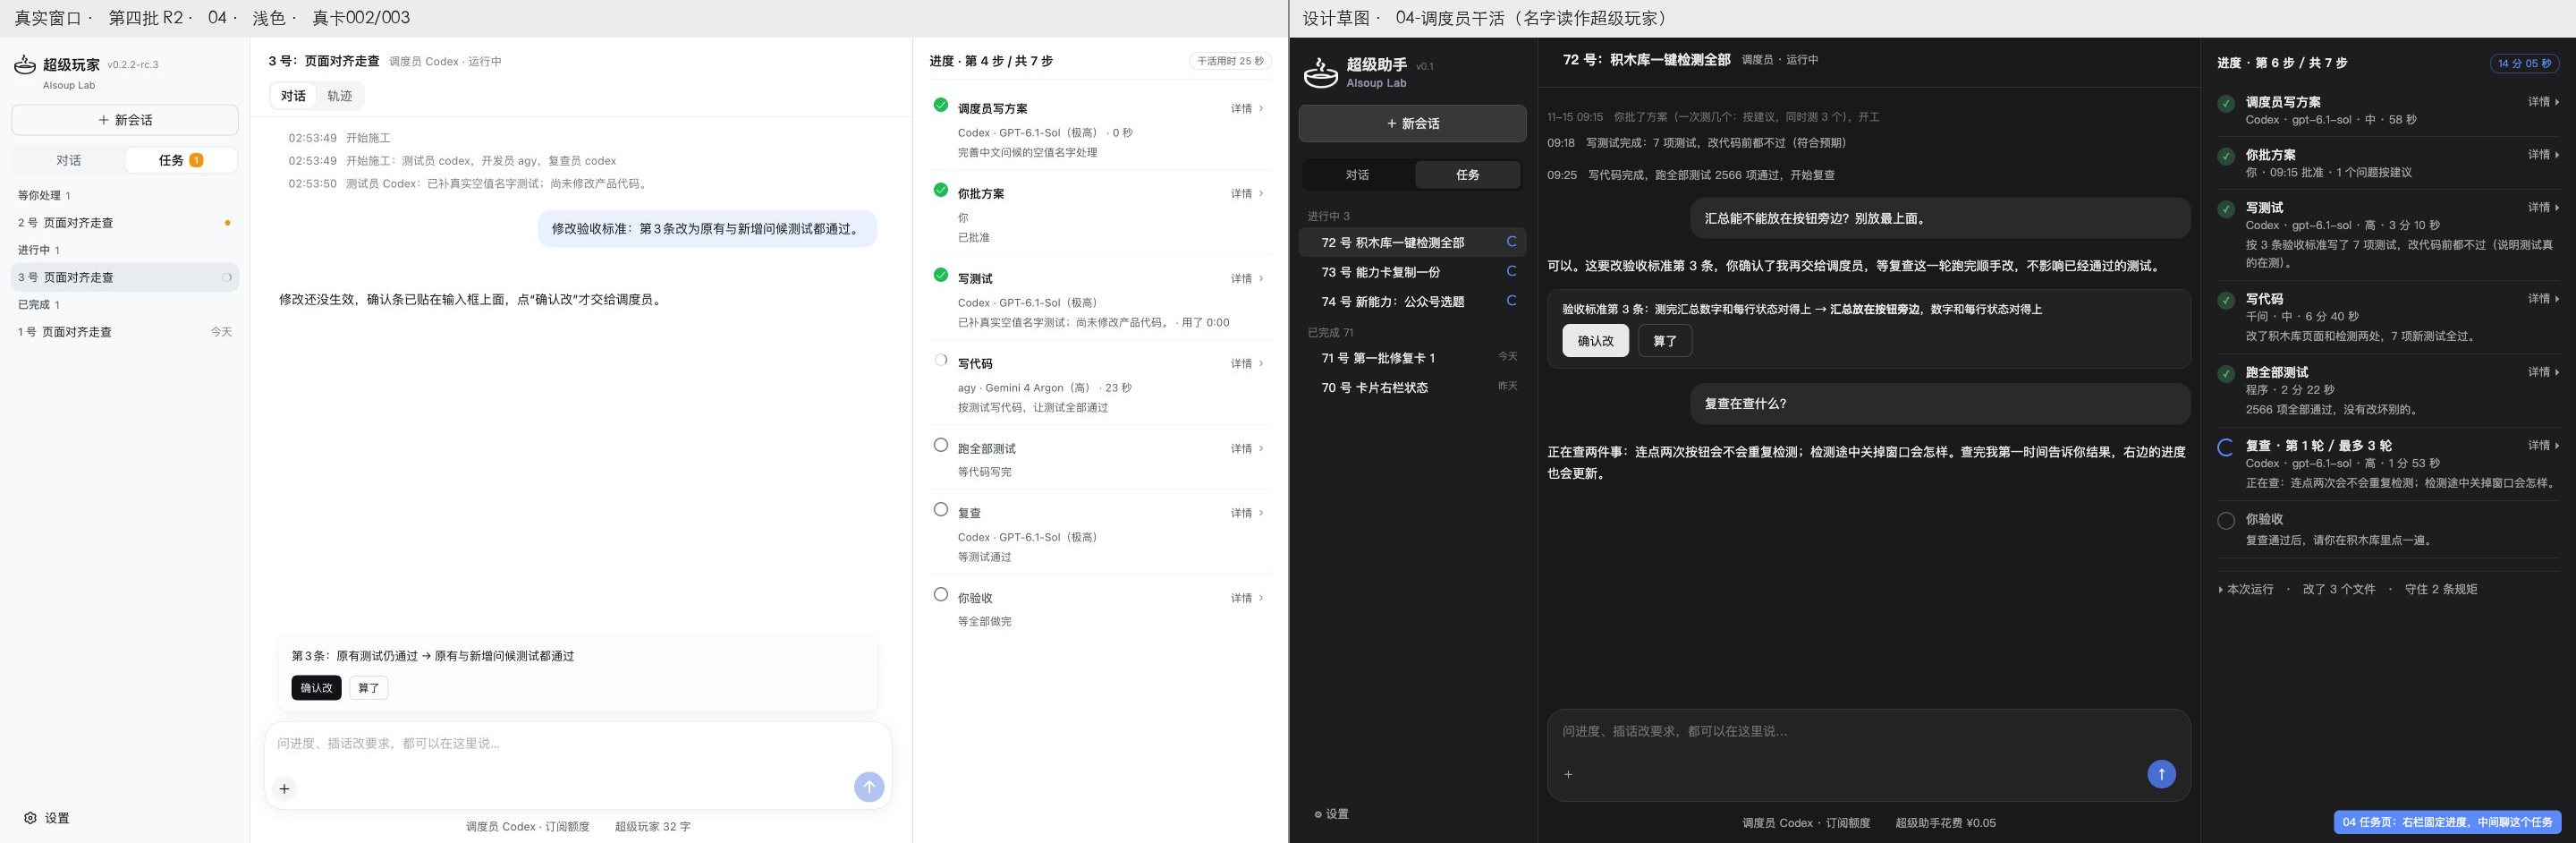 真实窗口 · 第四批 R2 · 04 · 浅色 · 真卡002/003
超级玩家 v0.2.2-rc.3
AIsoup Lab
+ 新会话
对话 任务 1
等你处理 1
2 号 页面对齐走查
进行中 1
3 号 页面对齐走查
已完成 1
1 号 页面对齐走查 今天
设置
3 号：页面对齐走查 调度员 Codex · 运行中
对话 轨迹
02:53:49 开始施工
02:53:49 开始施工：测试员 codex，开发员 agy，复查员 codex
02:53:50 测试员 Codex：已补真实空值名字测试；尚未修改产品代码。
修改验收标准：第3条改为原有与新增问候测试都通过。
修改还没生效，确认条已贴在输入框上面，点“确认改”才交给调度员。
第3条：原有测试仍通过 → 原有与新增问候测试都通过
确认改 算了
问进度、插话改要求，都可以在这里说...
+
调度员 Codex · 订阅额度 超级玩家 32 字
进度 · 第 4 步 / 共 7 步 干活用时 25 秒
调度员写方案 详情
Codex · GPT-6.1-Sol（极高） · 0 秒
完善中文问候的空值名字处理
你批方案 详情
你
已批准
写测试 详情
Codex · GPT-6.1-Sol（极高）
已补真实空值名字测试；尚未修改产品代码。 · 用了 0:00
写代码 详情
agy · Gemini 4 Argon（高） · 23 秒
按测试写代码，让测试全部通过
跑全部测试 详情
等代码写完
复查 详情
Codex · GPT-6.1-Sol（极高）
等测试通过
你验收 详情
等全部做完
设计草图 · 04-调度员干活（名字读作超级玩家）
超级助手 v0.1
AIsoup Lab
+ 新会话
对话 任务
进行中 3
72 号 积木库一键检测全部
73 号 能力卡复制一份
74 号 新能力：公众号选题
已完成 71
71 号 第一批修复卡 1 今天
70 号 卡片右栏状态 昨天
设置
72 号：积木库一键检测全部 调度员 · 运行中
11-15 09:15 你批了方案（一次测几个：按建议，同时测 3 个），开工
09:18 写测试完成：7 项测试，改代码前都不过（符合预期）
09:25 写代码完成，跑全部测试 2566 项通过，开始复查
汇总能不能放在按钮旁边？别放最上面。
可以。这要改验收标准第 3 条，你确认了我再交给调度员，等复查这一轮跑完顺手改，不影响已经通过的测试。
验收标准第 3 条：测完汇总数字和每行状态对得上 → 汇总放在按钮旁边，数字和每行状态对得上
确认改 算了
复查在查什么？
正在查两件事：连点两次按钮会不会重复检测；检测途中关掉窗口会怎样。查完我第一时间告诉你结果，右边的进度
也会更新。
问进度、插话改要求，都可以在这里说...
+
调度员 Codex · 订阅额度 超级助手花费 ¥0.05
进度 · 第 6 步 / 共 7 步 14 分 05 秒
调度员写方案 详情
Codex · gpt-6.1-sol · 中 · 58 秒
你批方案 详情
你 · 09:15 批准 · 1 个问题按建议
写测试 详情
Codex · gpt-6.1-sol · 高 · 3 分 10 秒
按 3 条验收标准写了 7 项测试，改代码前都不过（说明测试真
的在测）。
写代码 详情
千问 · 中 · 6 分 40 秒
改了积木库页面和检测两处，7 项新测试全过。
跑全部测试 详情
程序 · 2 分 22 秒
2566 项全部通过，没有改坏别的。
复查 · 第 1 轮 / 最多 3 轮 详情
Codex · gpt-6.1-sol · 高 · 1 分 53 秒
正在查：连点两次会不会重复检测；检测途中关掉窗口会怎样。
你验收
复查通过后，请你在积木库里点一遍。
本次运行 · 改了 3 个文件 · 守住 2 条规矩
04 任务页：右栏固定进度，中间聊这个任务